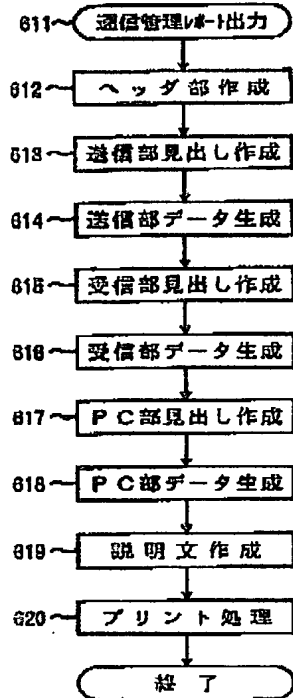 611 通信管理レポート出力
612 ヘッダ部作成
613 送信部見出し作成
614 送信部データ生成
615 受信部見出し作成
616 受信部データ生成
617 PC部見出し作成
618 PC部データ生成
619 説明文作成
620 プリント処理
終了